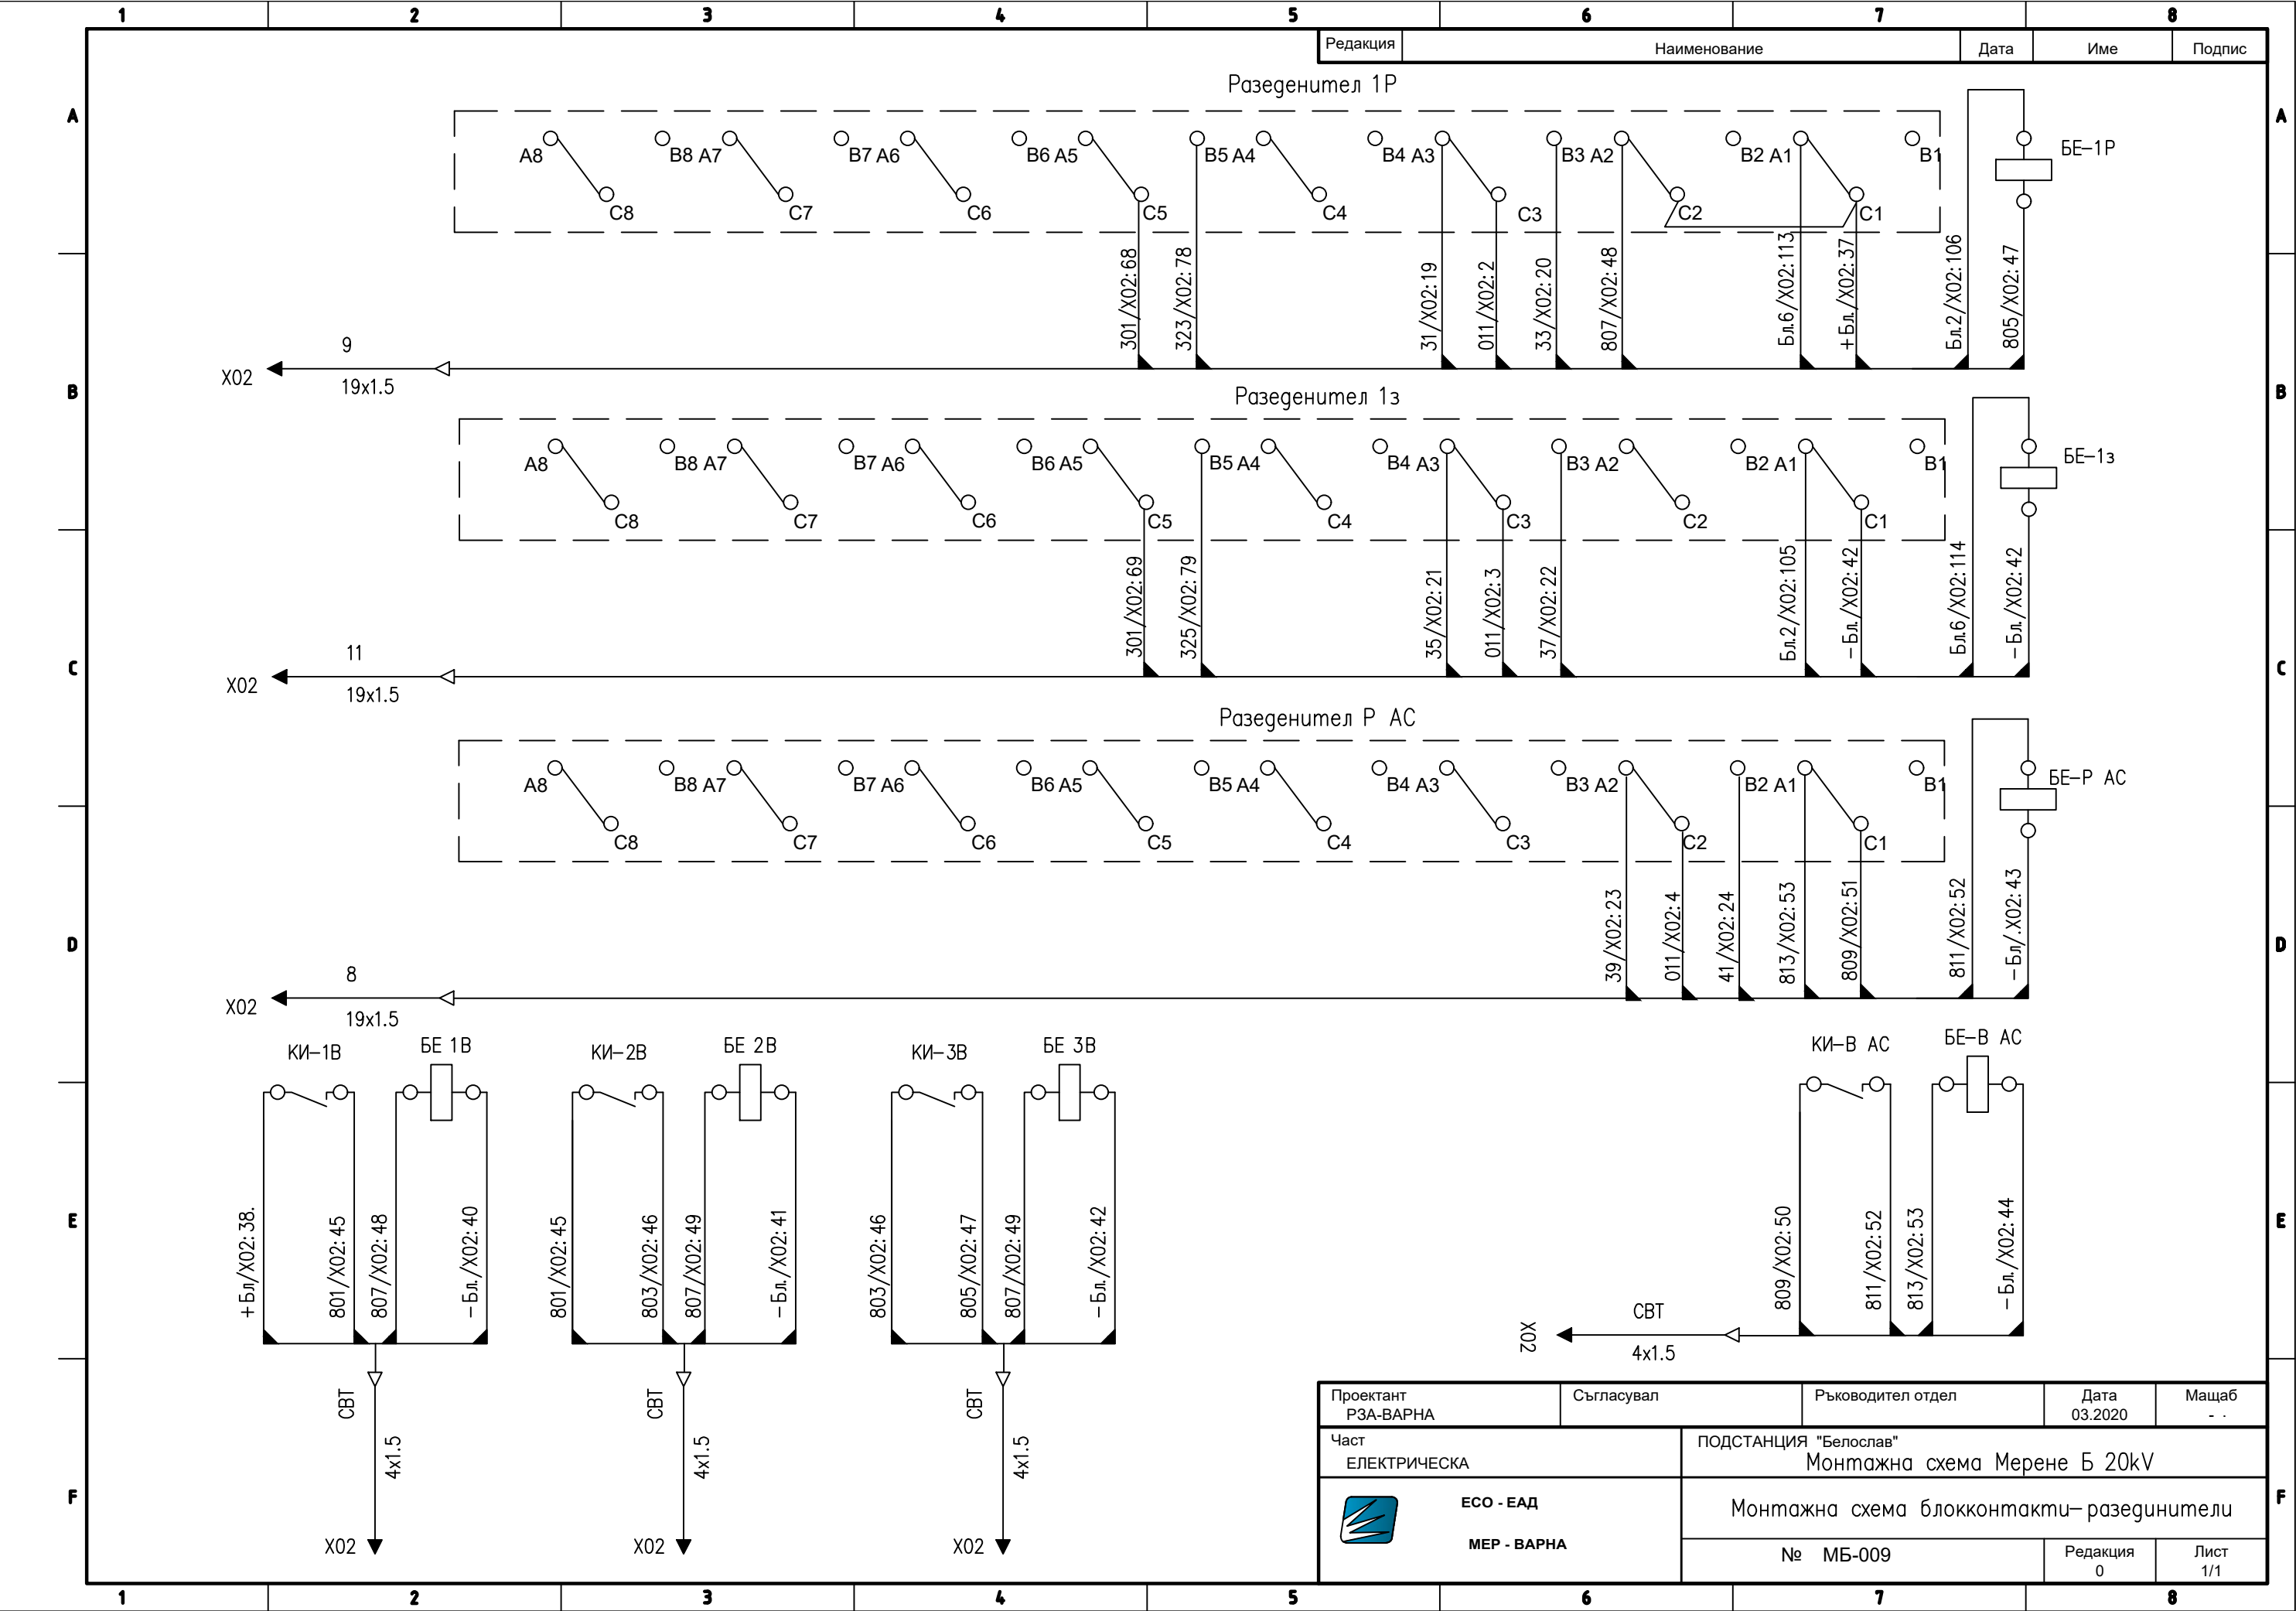 1 2 3 4 5 6 7 8
Редакция Наименование Дата Име Подпис
A A
Разеденител 1Р
A8 B8 A7 B7 A6 B6 A5 B5 A4 B4 A3 B3 A2 B2 A1 B1
БЕ-1Р
C8 C7 C6 C5 C4 C3 C2 C1
301/X02:68
323/X02:78
31/X02:19
011/X02:2
33/X02:20
807/X02:48
Бл.6/X02:113
+Бл./X02:37
Бл.2/X02:106
805/X02:47
9
X02
19x1.5
B B
Разеденител 1з
A8 B8 A7 B7 A6 B6 A5 B5 A4 B4 A3 B3 A2 B2 A1 B1
БЕ-1з
C8 C7 C6 C5 C4 C3 C2 C1
301/X02:69
325/X02:79
35/X02:21
011/X02:3
37/X02:22
Бл.2/X02:105
-Бл./X02:42
Бл.6/X02:114
-Бл./X02:42
11
X02
19x1.5
C C
Разеденител Р АС
A8 B8 A7 B7 A6 B6 A5 B5 A4 B4 A3 B3 A2 B2 A1 B1
БЕ-Р АС
C8 C7 C6 C5 C4 C3 C2 C1
39/X02:23
011/X02:4
41/X02:24
813/X02:53
809/X02:51
811/X02:52
-Бл/.X02:43
D D
8
X02
19x1.5
КИ-1В БЕ 1В КИ-2В БЕ 2В КИ-3В БЕ 3В КИ-В АС БЕ-В АС
+Бл/X02:38.
801/X02:45
807/X02:48
-Бл./X02:40
801/X02:45
803/X02:46
807/X02:49
-Бл./X02:41
803/X02:46
805/X02:47
807/X02:49
-Бл./X02:42
809/X02:50
811/X02:52
813/X02:53
-Бл./X02:44
E E
СВТ
X02
4x1.5
СВТ
4x1.5
X02
СВТ
4x1.5
X02
СВТ
4x1.5
X02
F F
Проектант Съгласувал Ръководител отдел Дата Мащаб
РЗА-ВАРНА 03.2020 - .
Част ПОДСТАНЦИЯ "Белослав"
ЕЛЕКТРИЧЕСКА Монтажна схема Мерене Б 20kV
ЕСО - ЕАД
Монтажна схема блокконтакти-разединители
МЕР - ВАРНА
№ МБ-009 Редакция Лист
0 1/1
1 2 3 4 5 6 7 8